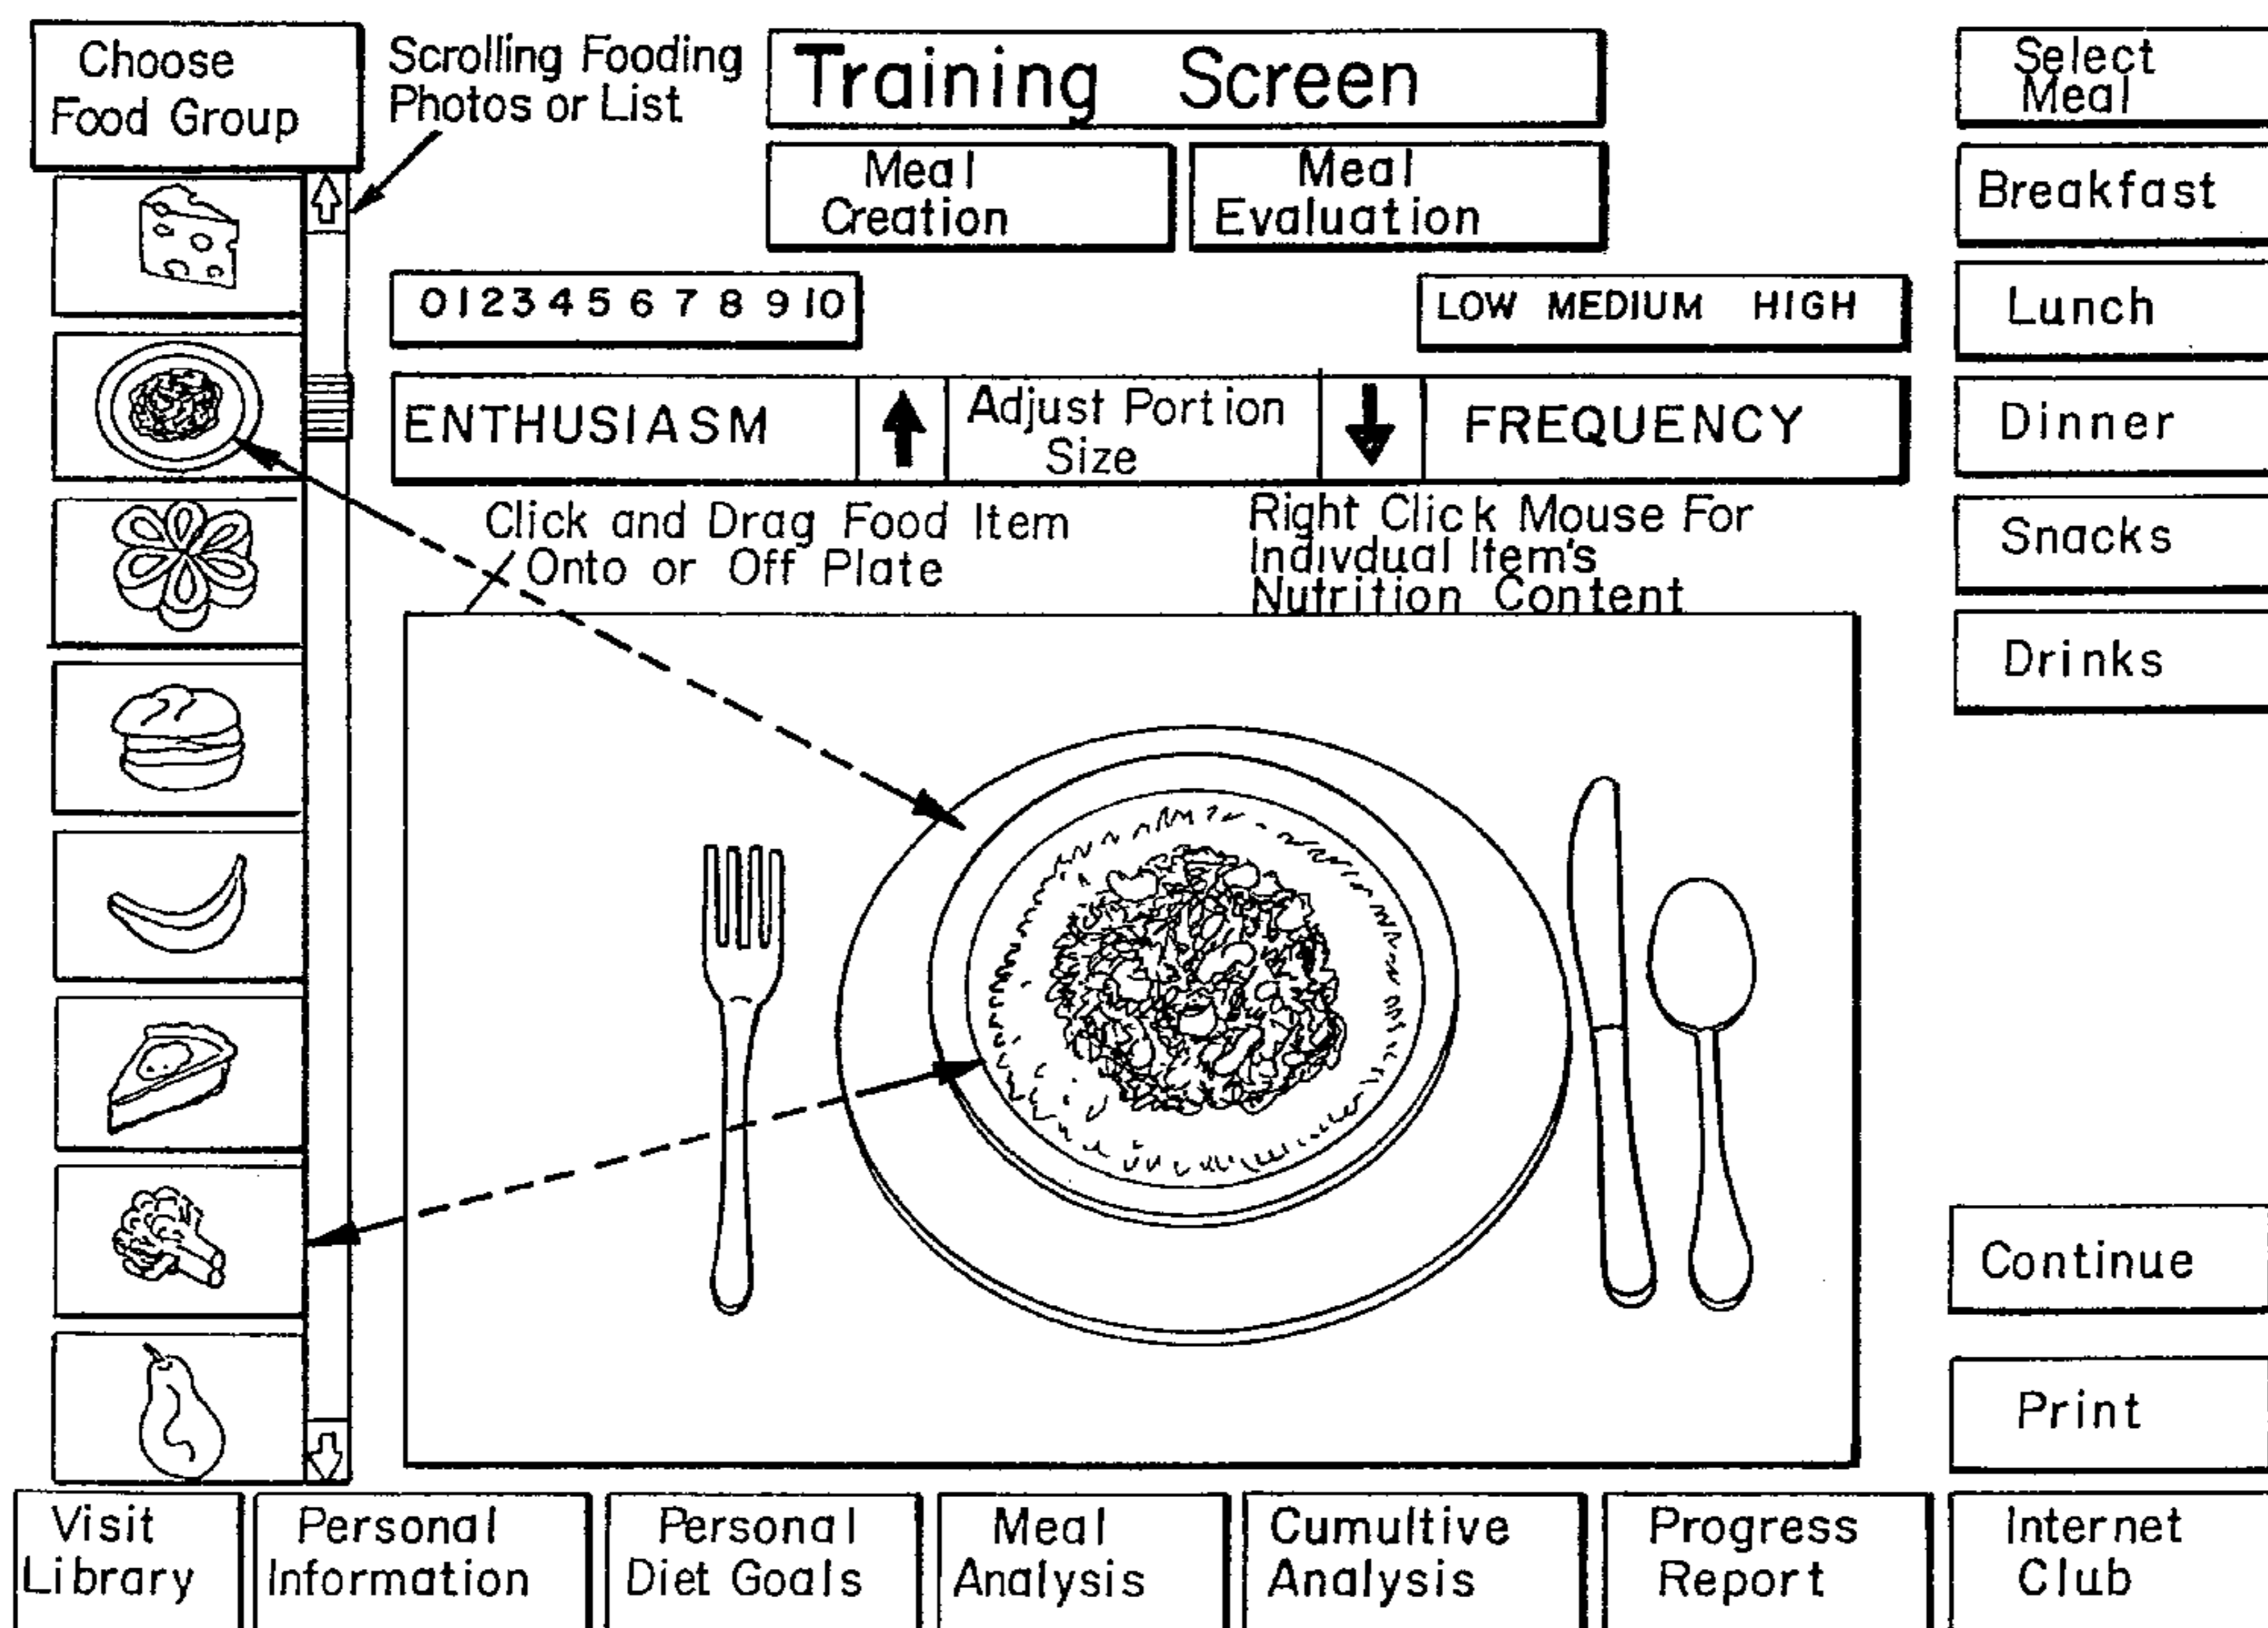 Choose
Food Group
Scrolling Fooding
Photos or List
Training Screen
Select
Meal
Meal
Creation
Meal
Evaluation
Breakfast
0 1 2 3 4 5 6 7 8 9 10
LOW MEDIUM HIGH
Lunch
ENTHUSIASM
Adjust Portion
Size
FREQUENCY
Dinner
Click and Drag Food Item
Onto or Off Plate
Right Click Mouse For
Indivdual Item's
Nutrition Content
Snacks
Drinks
Continue
Print
Visit
Library
Personal
Information
Personal
Diet Goals
Meal
Analysis
Cumultive
Analysis
Progress
Report
Internet
Club